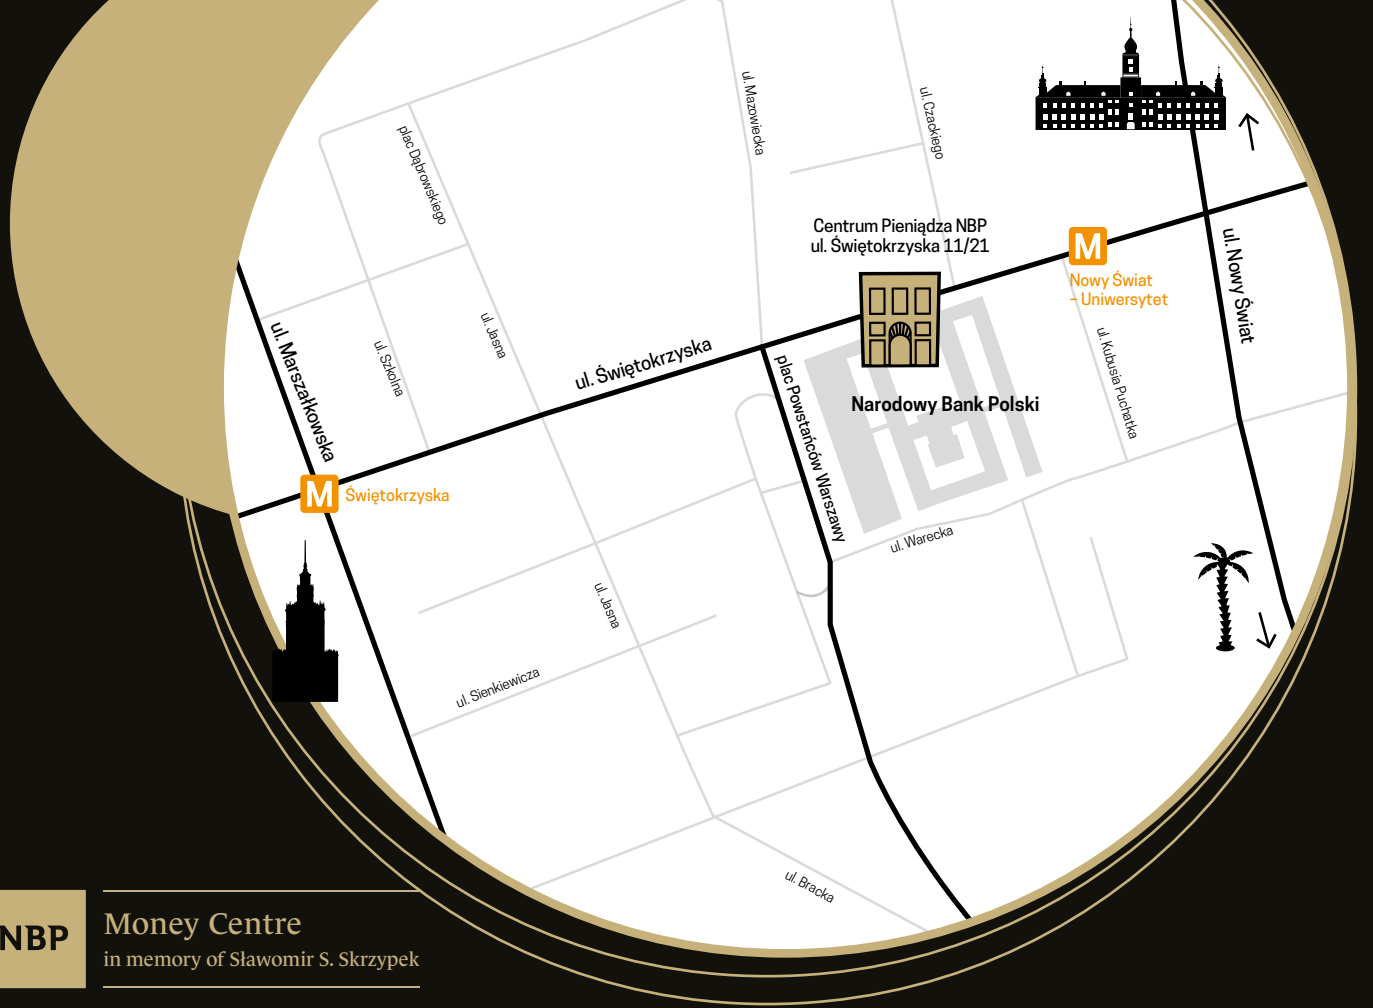 ul. Mazowiecka
ul. Czackiego
plac Dąbrowskiego
Centrum Pieniądza NBP
ul. Świętokrzyska 11/21
M
Nowy Świat
– Uniwersytet
ul. Nowy Świat
ul. Marszałkowska
ul. Szkolna
ul. Jasna
ul. Świętokrzyska
plac Powstańców Warszawy
Narodowy Bank Polski
ul. Kubusia Puchatka
M
Świętokrzyska
ul. Warecka
ul. Jasna
ul. Sienkiewicza
ul. Bracka
NBP
Money Centre
in memory of Sławomir S. Skrzypek